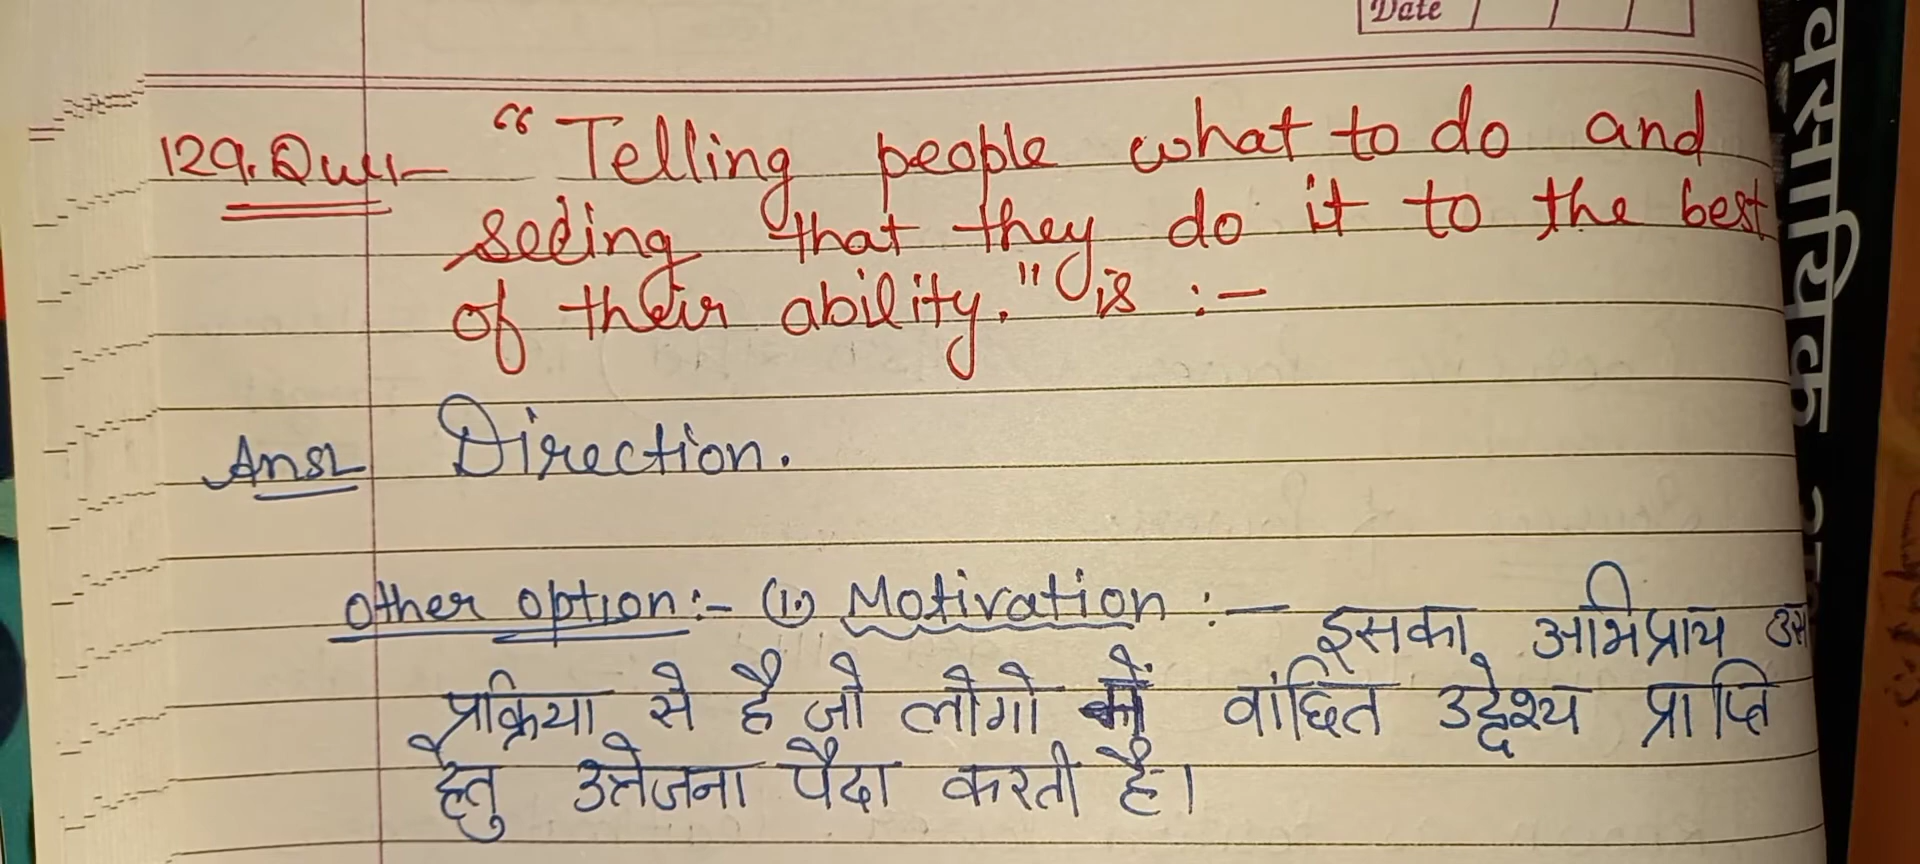 Date
129. Ques:- "Telling people what to do and
seeing that they do it to the best
of their ability." is :-
Ans:- Direction.
Other option:- (1.) Motivation :- इसका अभिप्राय उस
प्रक्रिया से है जो लोगो में वांछित उद्देश्य प्राप्ति
हेतु उत्तेजना पैदा करती है।